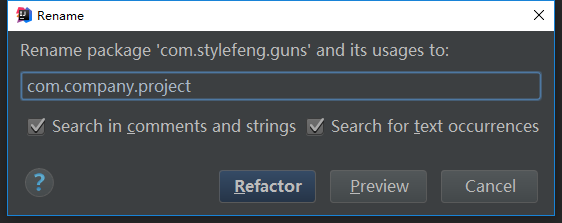 Rename
Rename package 'com.stylefeng.guns' and its usages to:
com.company.project
Search in comments and strings Search for text occurrences
? Refactor Preview Cancel